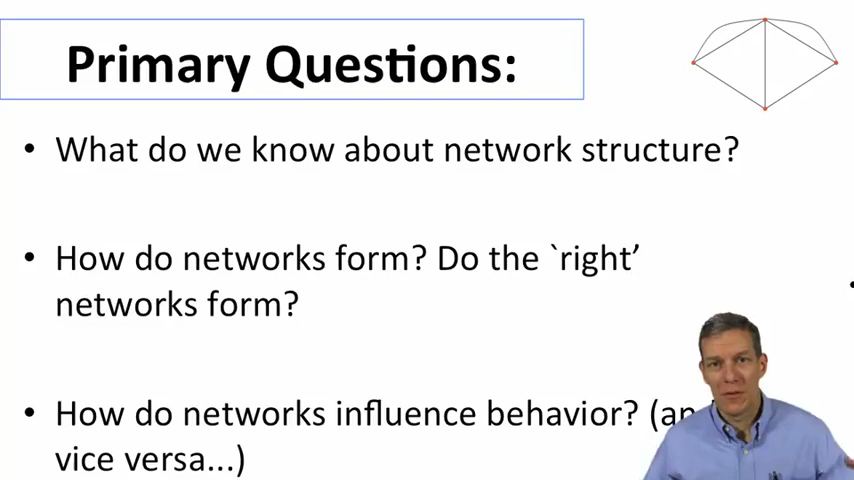 Primary Questions:
• What do we know about network structure?
• How do networks form? Do the `right’
networks form?
• How do networks influence behavior? (an
vice versa...)